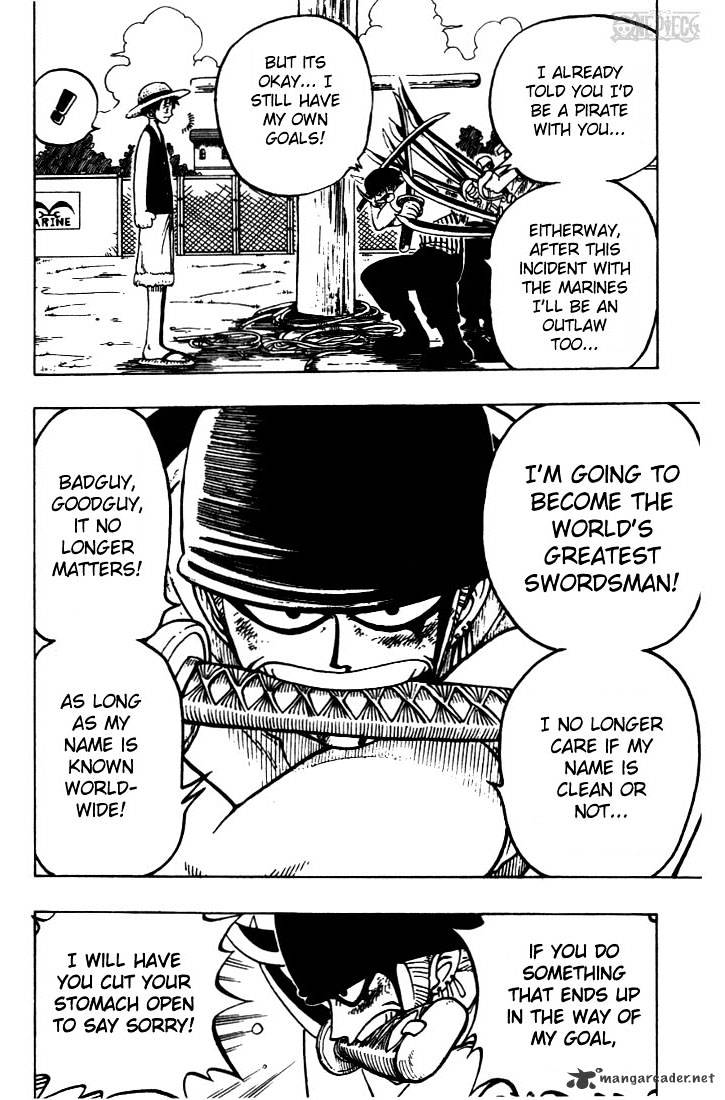 ONE PIECE
I ALREADY
TOLD YOU I'D
BE A PIRATE
WITH YOU...
EITHERWAY,
AFTER THIS
INCIDENT WITH
THE MARINES
I'LL BE AN
OUTLAW
TOO...
BUT ITS
OKAY... I
STILL HAVE
MY OWN
GOALS!
!
ARINE
I'M GOING TO
BECOME THE
WORLD'S
GREATEST
SWORDSMAN!
I NO LONGER
CARE IF MY
NAME IS
CLEAN OR
NOT...
BADGUY,
GOODGUY,
IT NO
LONGER
MATTERS!
AS LONG
AS MY
NAME IS
KNOWN
WORLD-
WIDE!
IF YOU DO
SOMETHING
THAT ENDS UP
IN THE WAY OF
MY GOAL,
I WILL HAVE
YOU CUT YOUR
STOMACH OPEN
TO SAY SORRY!
mangareader.net